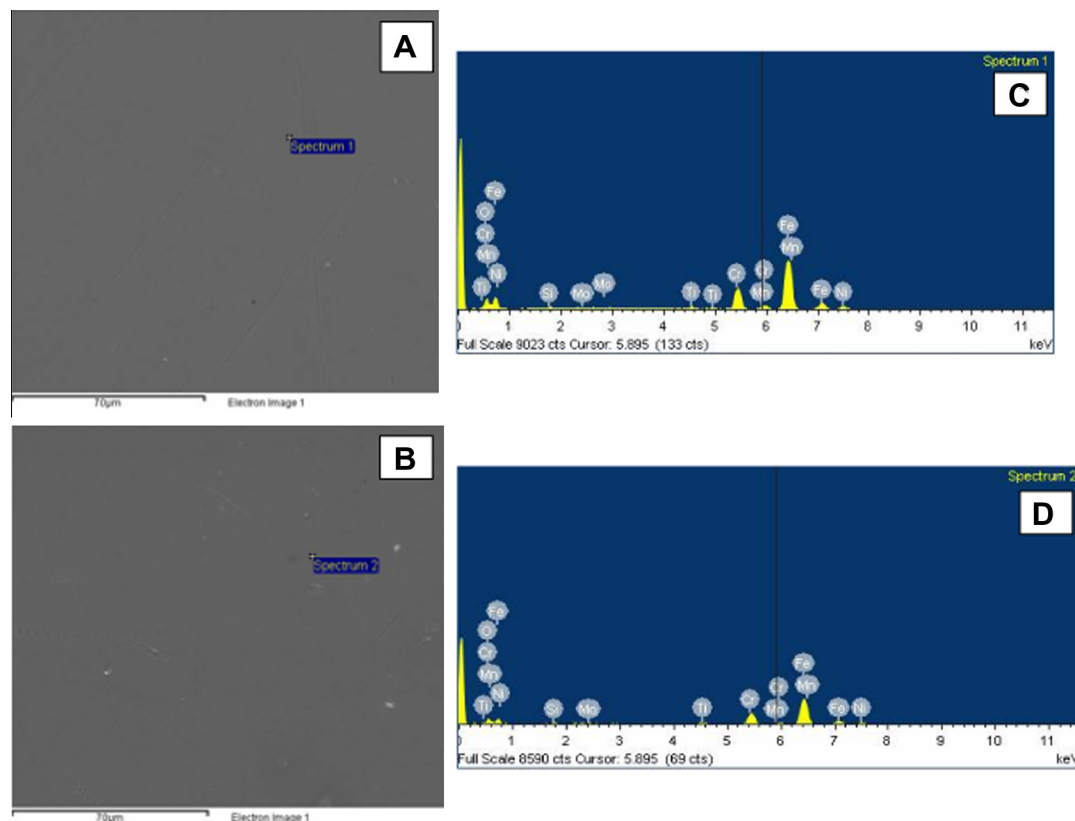 A
Spectrum 1
70µm Electron Image 1
Spectrum 1
C
Fe
O
Cr
Mn
Ti Ni Si Mo Mo Ti Ti Cr Cr Mn Fe Mn Fe Ni
0 1 2 3 4 5 6 7 8 9 10 11
Full Scale 9023 cts Cursor: 5.895 (133 cts) keV
B
Spectrum 2
70µm Electron Image 1
Spectrum 2
D
Fe
O
Cr
Mn
Ti Ni Si Mo Ti Cr Cr Mn Fe Mn Fe Ni
0 1 2 3 4 5 6 7 8 9 10 11
Full Scale 8590 cts Cursor: 5.895 (69 cts) keV